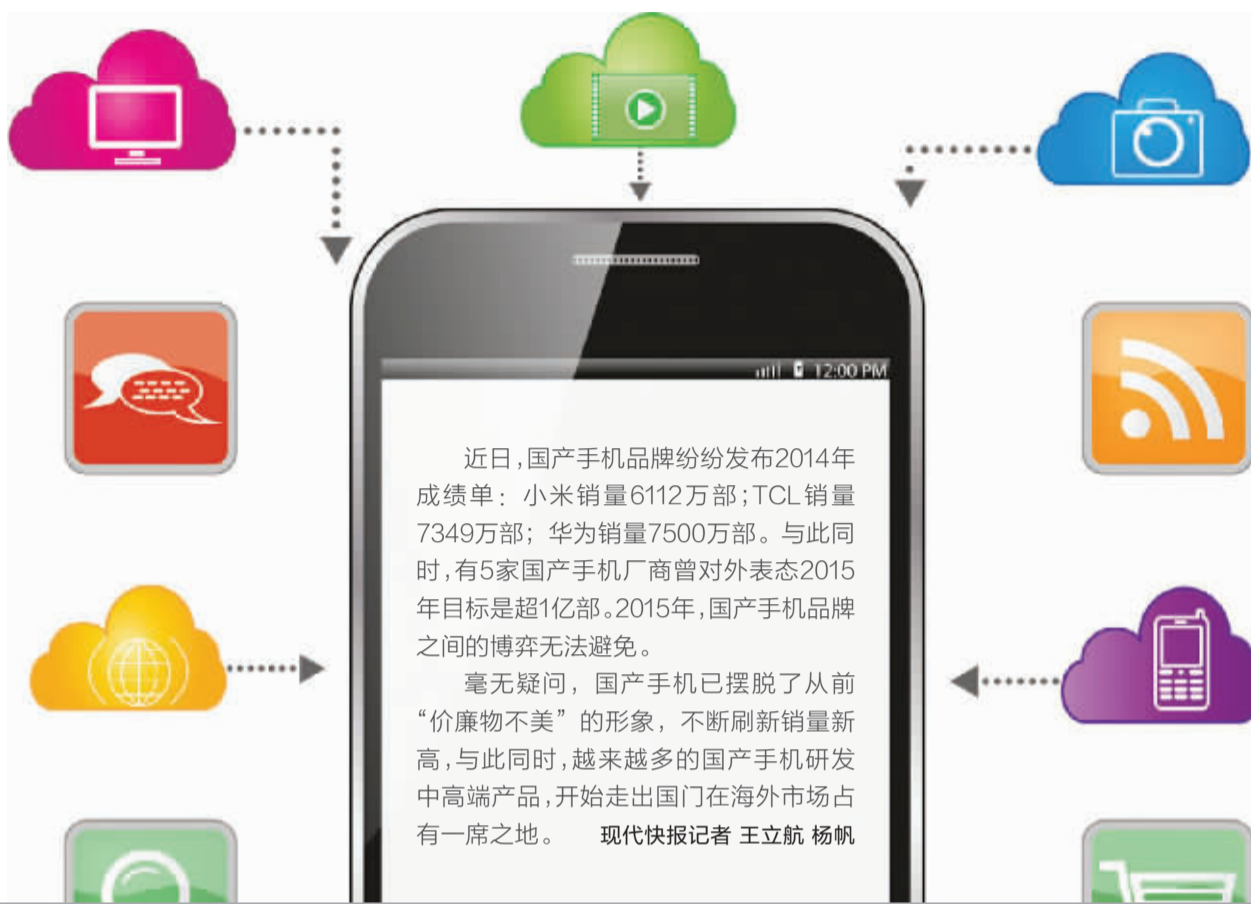 12:00 PM
近日，国产手机品牌纷纷发布2014年
成绩单：小米销量6112万部；TCL销量
7349万部；华为销量7500万部。与此同
时，有5家国产手机厂商曾对外表态2015
年目标是超1亿部。2015年，国产手机品牌
之间的博弈无法避免。
毫无疑问，国产手机已摆脱了从前
“价廉物不美”的形象，不断刷新销量新
高，与此同时，越来越多的国产手机研发
中高端产品，开始走出国门在海外市场占
有一席之地。 现代快报记者 王立航 杨帆